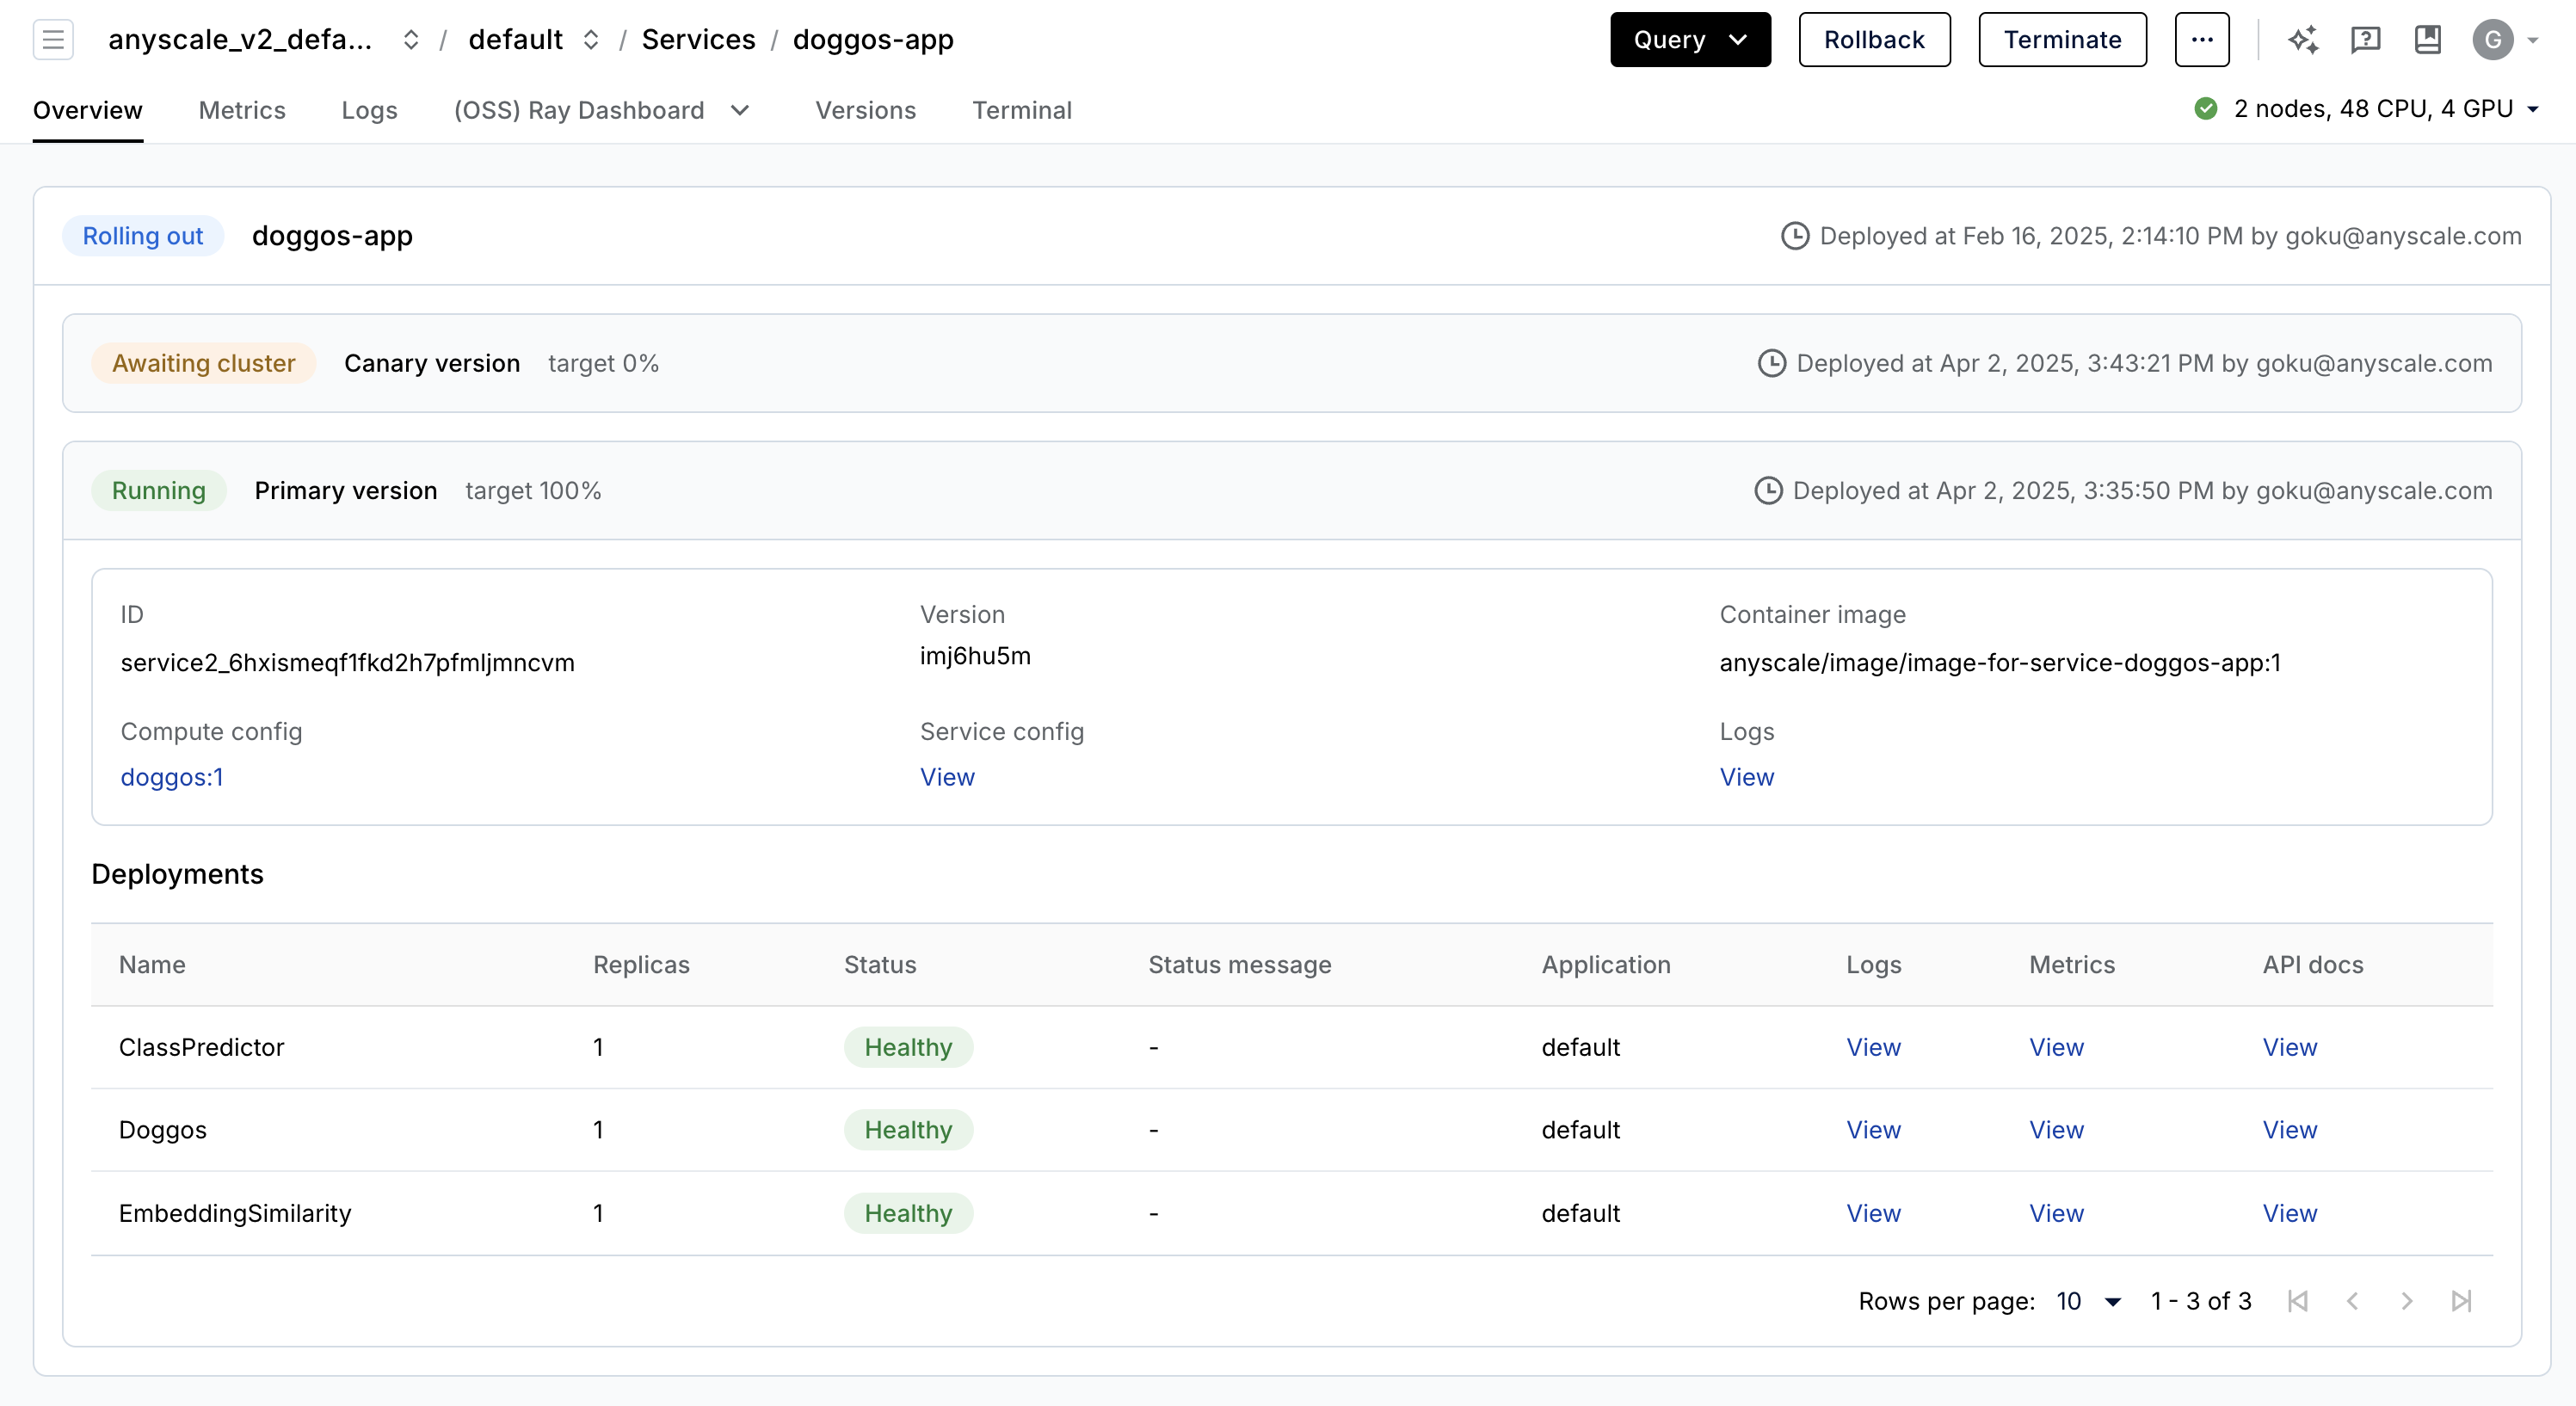 anyscale_v2_defa... / default / Services / doggos-app Query Rollback Terminate ... G
Overview Metrics Logs (OSS) Ray Dashboard Versions Terminal 2 nodes, 48 CPU, 4 GPU
Rolling out doggos-app Deployed at Feb 16, 2025, 2:14:10 PM by goku@anyscale.com
Awaiting cluster Canary version target 0% Deployed at Apr 2, 2025, 3:43:21 PM by goku@anyscale.com
Running Primary version target 100% Deployed at Apr 2, 2025, 3:35:50 PM by goku@anyscale.com
ID Version Container image
service2_6hxismeqf1fkd2h7pfmljmncvm imj6hu5m anyscale/image/image-for-service-doggos-app:1
Compute config Service config Logs
doggos:1 View View
Deployments
Name Replicas Status Status message Application Logs Metrics API docs
ClassPredictor 1 Healthy - default View View View
Doggos 1 Healthy - default View View View
EmbeddingSimilarity 1 Healthy - default View View View
Rows per page: 10 1 - 3 of 3